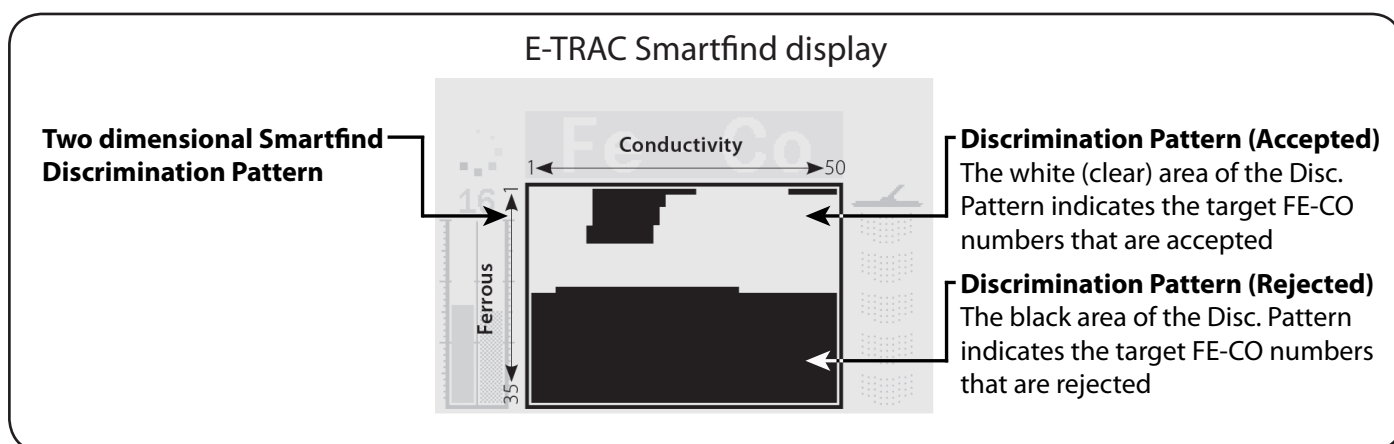 E-TRAC Smartfind display
Two dimensional Smartfind
Discrimination Pattern
Fe Co
Conductivity
1
50
16
1
Ferrous
35
Discrimination Pattern (Accepted)
The white (clear) area of the Disc.
Pattern indicates the target FE-CO
numbers that are accepted
Discrimination Pattern (Rejected)
The black area of the Disc. Pattern
indicates the target FE-CO numbers
that are rejected